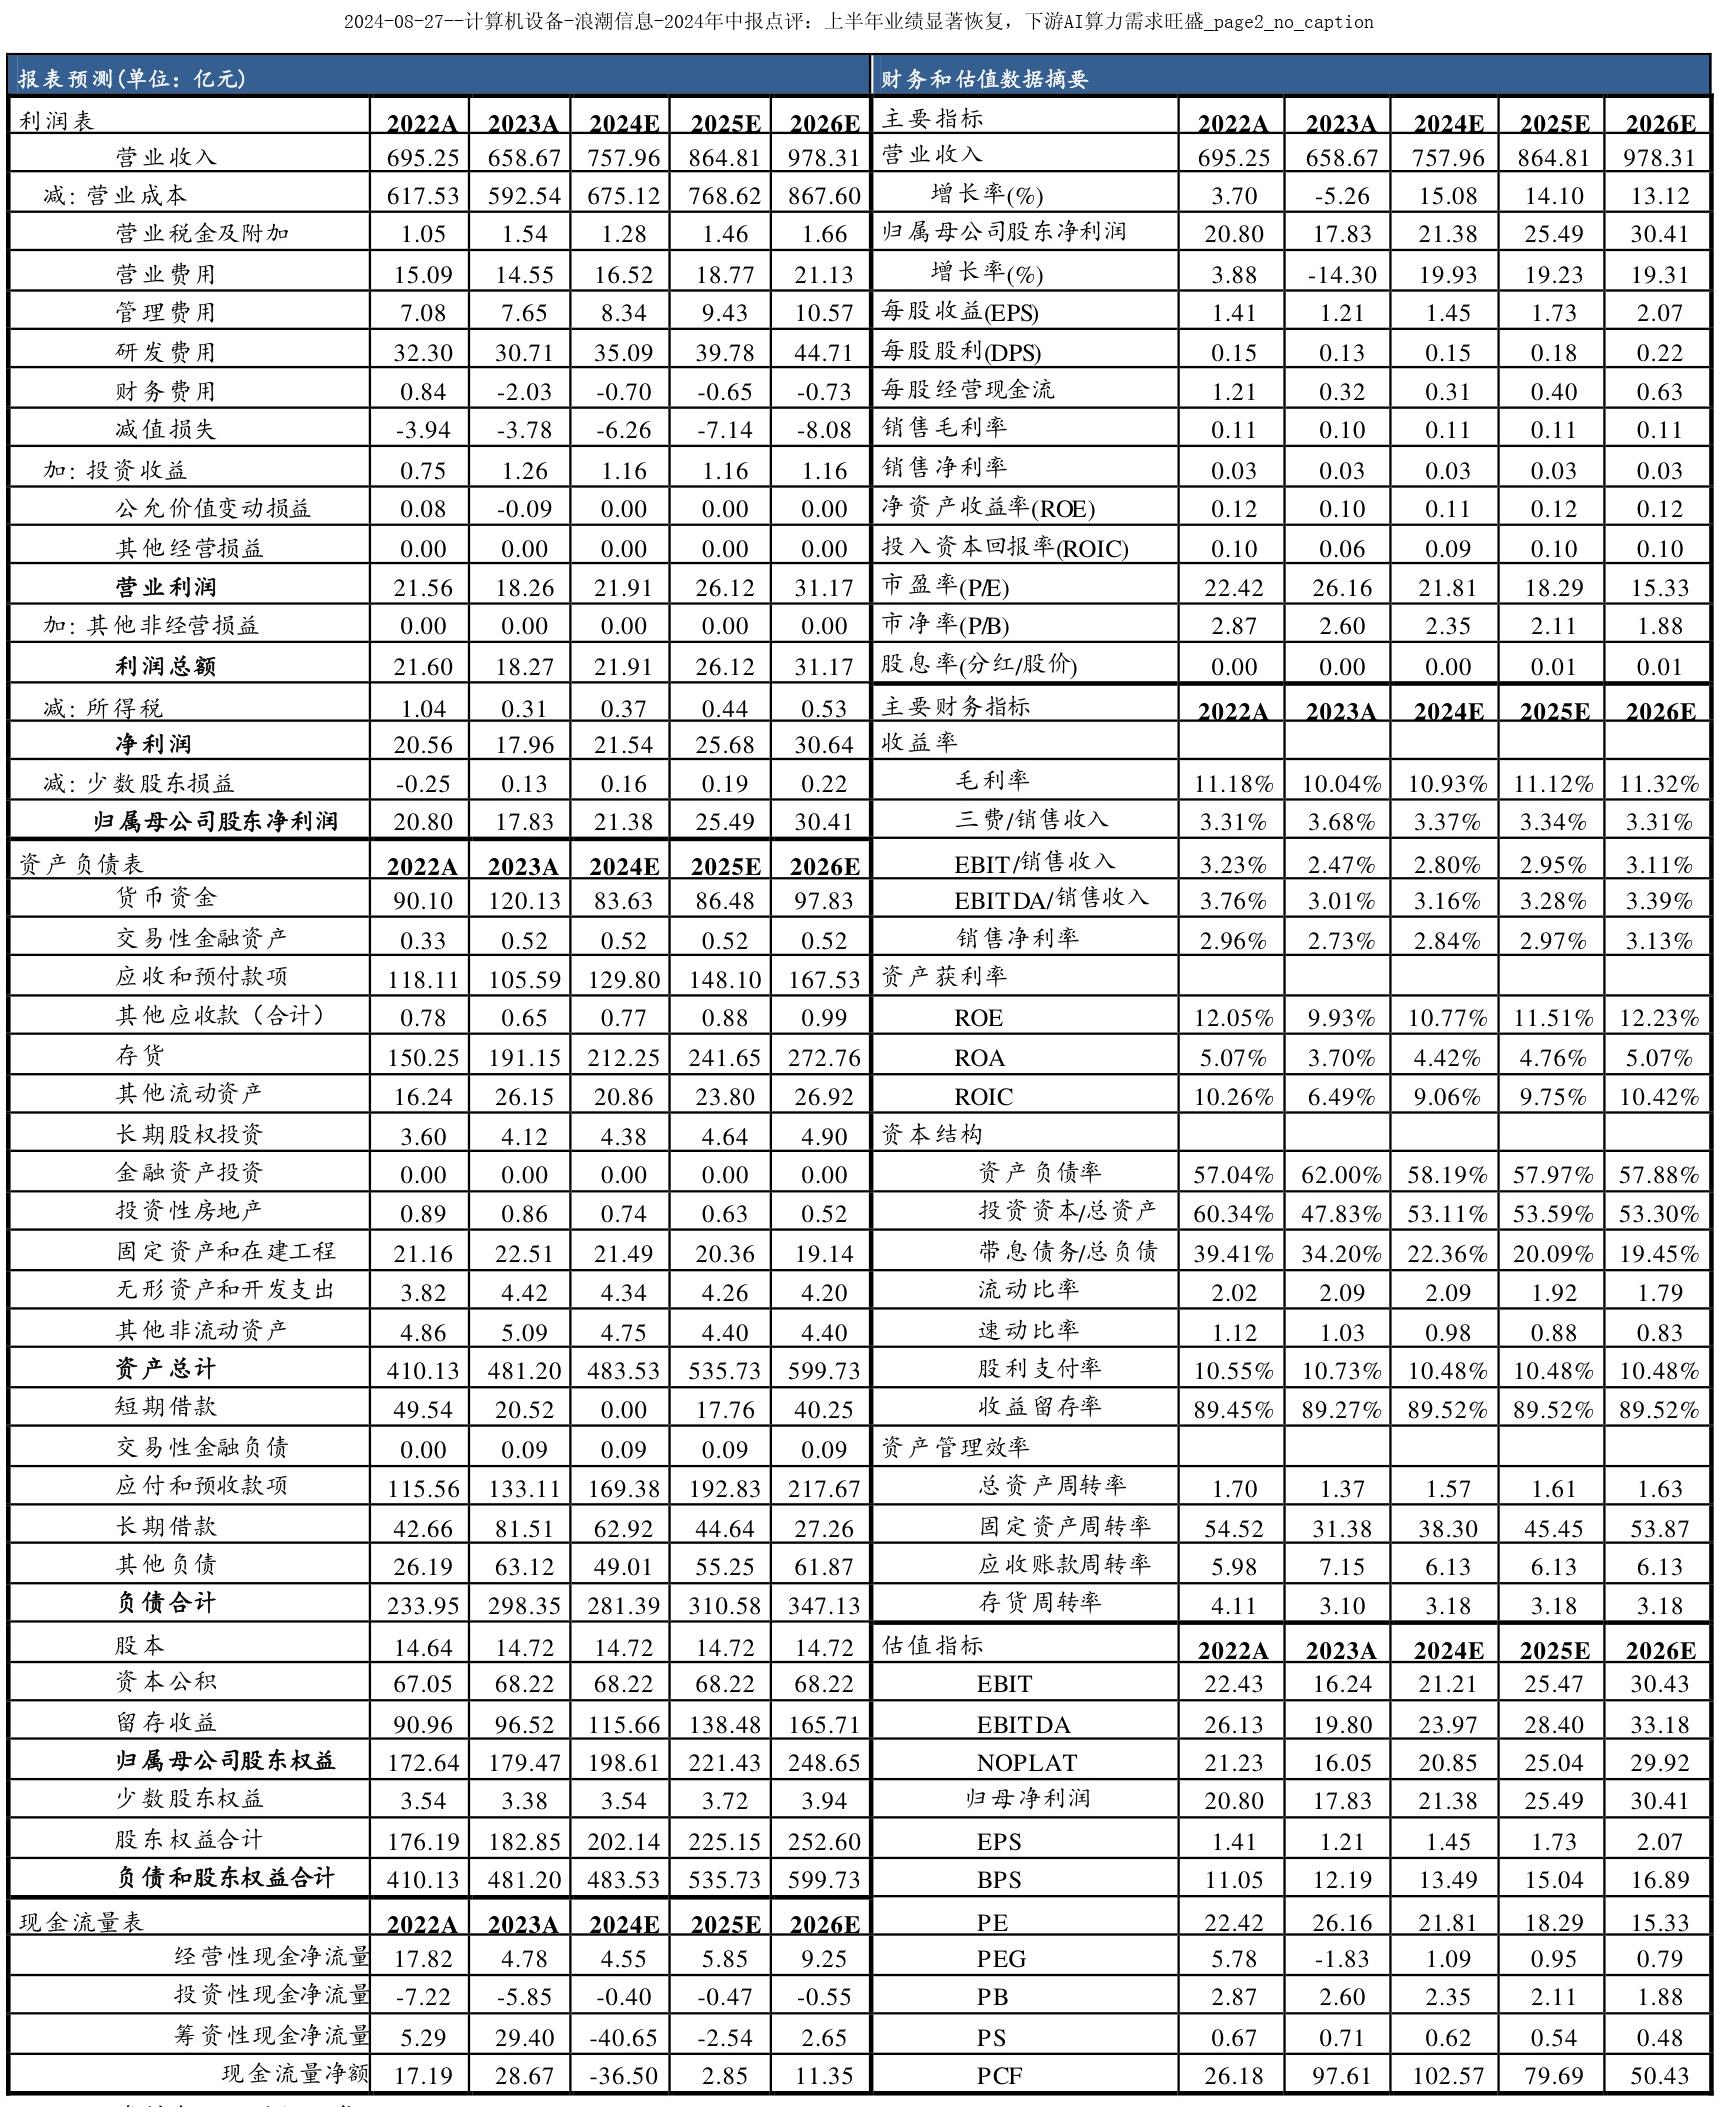 2024-08-27--计算机设备-浪潮信息-2024年中报点评：上半年业绩显著恢复，下游AI算力需求旺盛_page2_no_caption
报表预测(单位：亿元) 财务和估值数据摘要
利润表 2022A 2023A 2024E 2025E 2026E 主要指标 2022A 2023A 2024E 2025E 2026E
营业收入 695.25 658.67 757.96 864.81 978.31 营业收入 695.25 658.67 757.96 864.81 978.31
减: 营业成本 617.53 592.54 675.12 768.62 867.60 增长率(%) 3.70 -5.26 15.08 14.10 13.12
营业税金及附加 1.05 1.54 1.28 1.46 1.66 归属母公司股东净利润 20.80 17.83 21.38 25.49 30.41
营业费用 15.09 14.55 16.52 18.77 21.13 增长率(%) 3.88 -14.30 19.93 19.23 19.31
管理费用 7.08 7.65 8.34 9.43 10.57 每股收益(EPS) 1.41 1.21 1.45 1.73 2.07
研发费用 32.30 30.71 35.09 39.78 44.71 每股股利(DPS) 0.15 0.13 0.15 0.18 0.22
财务费用 0.84 -2.03 -0.70 -0.65 -0.73 每股经营现金流 1.21 0.32 0.31 0.40 0.63
减值损失 -3.94 -3.78 -6.26 -7.14 -8.08 销售毛利率 0.11 0.10 0.11 0.11 0.11
加: 投资收益 0.75 1.26 1.16 1.16 1.16 销售净利率 0.03 0.03 0.03 0.03 0.03
公允价值变动损益 0.08 -0.09 0.00 0.00 0.00 净资产收益率(ROE) 0.12 0.10 0.11 0.12 0.12
其他经营损益 0.00 0.00 0.00 0.00 0.00 投入资本回报率(ROIC) 0.10 0.06 0.09 0.10 0.10
营业利润 21.56 18.26 21.91 26.12 31.17 市盈率(P/E) 22.42 26.16 21.81 18.29 15.33
加: 其他非经营损益 0.00 0.00 0.00 0.00 0.00 市净率(P/B) 2.87 2.60 2.35 2.11 1.88
利润总额 21.60 18.27 21.91 26.12 31.17 股息率(分红/股价) 0.00 0.00 0.00 0.01 0.01
减: 所得税 1.04 0.31 0.37 0.44 0.53 主要财务指标 2022A 2023A 2024E 2025E 2026E
净利润 20.56 17.96 21.54 25.68 30.64 收益率
减: 少数股东损益 -0.25 0.13 0.16 0.19 0.22 毛利率 11.18% 10.04% 10.93% 11.12% 11.32%
归属母公司股东净利润 20.80 17.83 21.38 25.49 30.41 三费/销售收入 3.31% 3.68% 3.37% 3.34% 3.31%
资产负债表 2022A 2023A 2024E 2025E 2026E EBIT/销售收入 3.23% 2.47% 2.80% 2.95% 3.11%
货币资金 90.10 120.13 83.63 86.48 97.83 EBITDA/销售收入 3.76% 3.01% 3.16% 3.28% 3.39%
交易性金融资产 0.33 0.52 0.52 0.52 0.52 销售净利率 2.96% 2.73% 2.84% 2.97% 3.13%
应收和预付款项 118.11 105.59 129.80 148.10 167.53 资产获利率
其他应收款（合计） 0.78 0.65 0.77 0.88 0.99 ROE 12.05% 9.93% 10.77% 11.51% 12.23%
存货 150.25 191.15 212.25 241.65 272.76 ROA 5.07% 3.70% 4.42% 4.76% 5.07%
其他流动资产 16.24 26.15 20.86 23.80 26.92 ROIC 10.26% 6.49% 9.06% 9.75% 10.42%
长期股权投资 3.60 4.12 4.38 4.64 4.90 资本结构
金融资产投资 0.00 0.00 0.00 0.00 0.00 资产负债率 57.04% 62.00% 58.19% 57.97% 57.88%
投资性房地产 0.89 0.86 0.74 0.63 0.52 投资资本/总资产 60.34% 47.83% 53.11% 53.59% 53.30%
固定资产和在建工程 21.16 22.51 21.49 20.36 19.14 带息债务/总负债 39.41% 34.20% 22.36% 20.09% 19.45%
无形资产和开发支出 3.82 4.42 4.34 4.26 4.20 流动比率 2.02 2.09 2.09 1.92 1.79
其他非流动资产 4.86 5.09 4.75 4.40 4.40 速动比率 1.12 1.03 0.98 0.88 0.83
资产总计 410.13 481.20 483.53 535.73 599.73 股利支付率 10.55% 10.73% 10.48% 10.48% 10.48%
短期借款 49.54 20.52 0.00 17.76 40.25 收益留存率 89.45% 89.27% 89.52% 89.52% 89.52%
交易性金融负债 0.00 0.09 0.09 0.09 0.09 资产管理效率
应付和预收款项 115.56 133.11 169.38 192.83 217.67 总资产周转率 1.70 1.37 1.57 1.61 1.63
长期借款 42.66 81.51 62.92 44.64 27.26 固定资产周转率 54.52 31.38 38.30 45.45 53.87
其他负债 26.19 63.12 49.01 55.25 61.87 应收账款周转率 5.98 7.15 6.13 6.13 6.13
负债合计 233.95 298.35 281.39 310.58 347.13 存货周转率 4.11 3.10 3.18 3.18 3.18
股本 14.64 14.72 14.72 14.72 14.72 估值指标 2022A 2023A 2024E 2025E 2026E
资本公积 67.05 68.22 68.22 68.22 68.22 EBIT 22.43 16.24 21.21 25.47 30.43
留存收益 90.96 96.52 115.66 138.48 165.71 EBITDA 26.13 19.80 23.97 28.40 33.18
归属母公司股东权益 172.64 179.47 198.61 221.43 248.65 NOPLAT 21.23 16.05 20.85 25.04 29.92
少数股东权益 3.54 3.38 3.54 3.72 3.94 归母净利润 20.80 17.83 21.38 25.49 30.41
股东权益合计 176.19 182.85 202.14 225.15 252.60 EPS 1.41 1.21 1.45 1.73 2.07
负债和股东权益合计 410.13 481.20 483.53 535.73 599.73 BPS 11.05 12.19 13.49 15.04 16.89
现金流量表 2022A 2023A 2024E 2025E 2026E PE 22.42 26.16 21.81 18.29 15.33
经营性现金净流量 17.82 4.78 4.55 5.85 9.25 PEG 5.78 -1.83 1.09 0.95 0.79
投资性现金净流量 -7.22 -5.85 -0.40 -0.47 -0.55 PB 2.87 2.60 2.35 2.11 1.88
筹资性现金净流量 5.29 29.40 -40.65 -2.54 2.65 PS 0.67 0.71 0.62 0.54 0.48
现金流量净额 17.19 28.67 -36.50 2.85 11.35 PCF 26.18 97.61 102.57 79.69 50.43